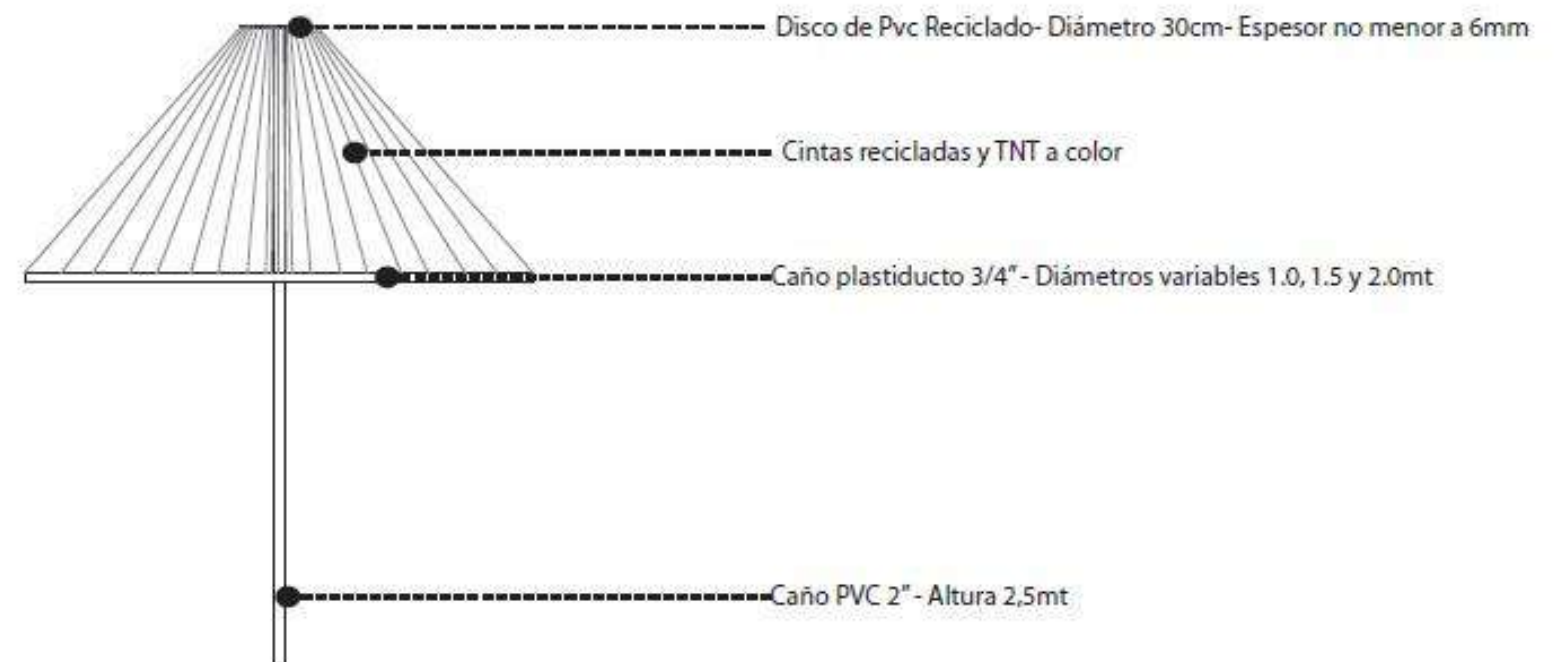 Disco de Pvc Reciclado- Diámetro 30cm- Espesor no menor a 6mm
Cintas recicladas y TNT a color
Caño plastiducto 3/4"- Diámetros variables 1.0, 1.5 y 2.0mt
Caño PVC 2"- Altura 2,5mt